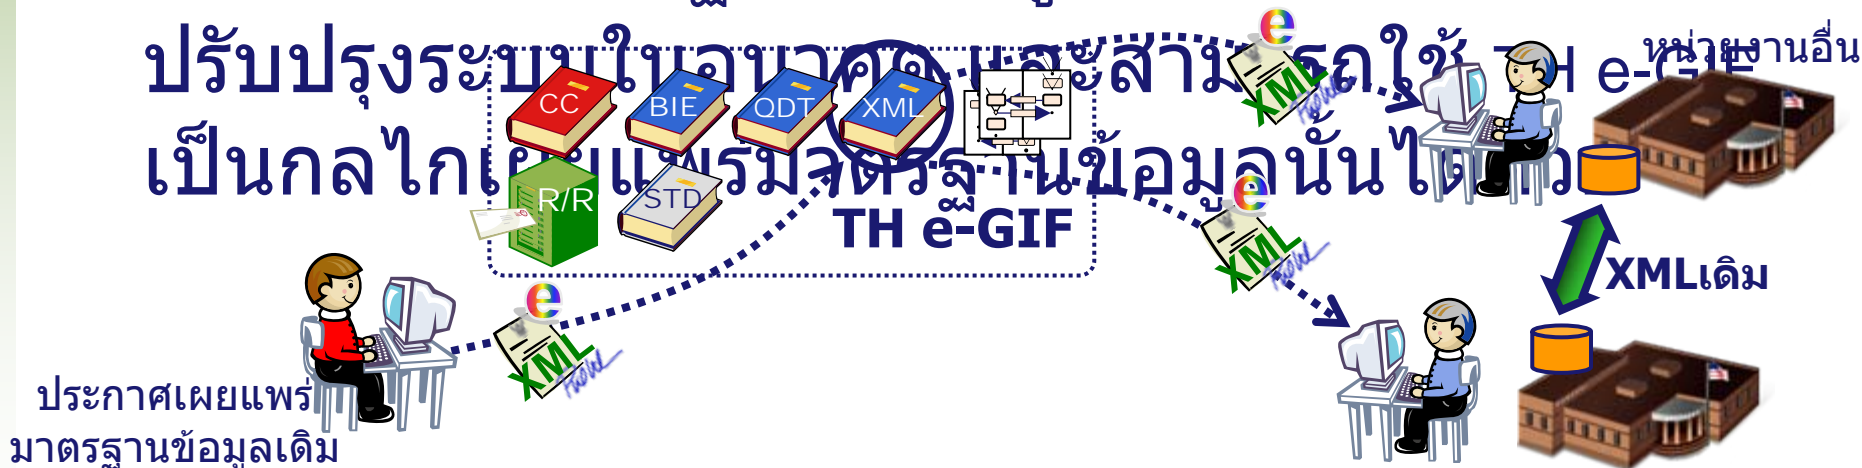 ปรับปรุงระบบในอนาคต และสามารถใช้ TH e-GIF
เป็นกลไกเผยแพร่มาตรฐานข้อมูลนั้นได้
หน่วยงานอื่น
CC
BIE
QDT
XML
R/R
STD
TH e-GIF
e
XML
e
XML
e
XML
XMLเดิม
ประกาศเผยแพร่
มาตรฐานข้อมูลเดิม